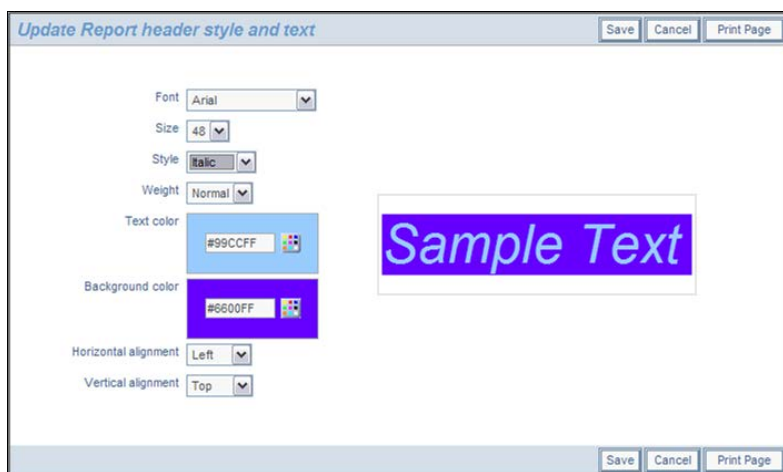 Update Report header style and text
Save Cancel Print Page
Font Arial
Size 48
Style Italic
Weight Normal
Text color
#99CCFF
Sample Text
Background color
#6600FF
Horizontal alignment Left
Vertical alignment Top
Save Cancel Print Page